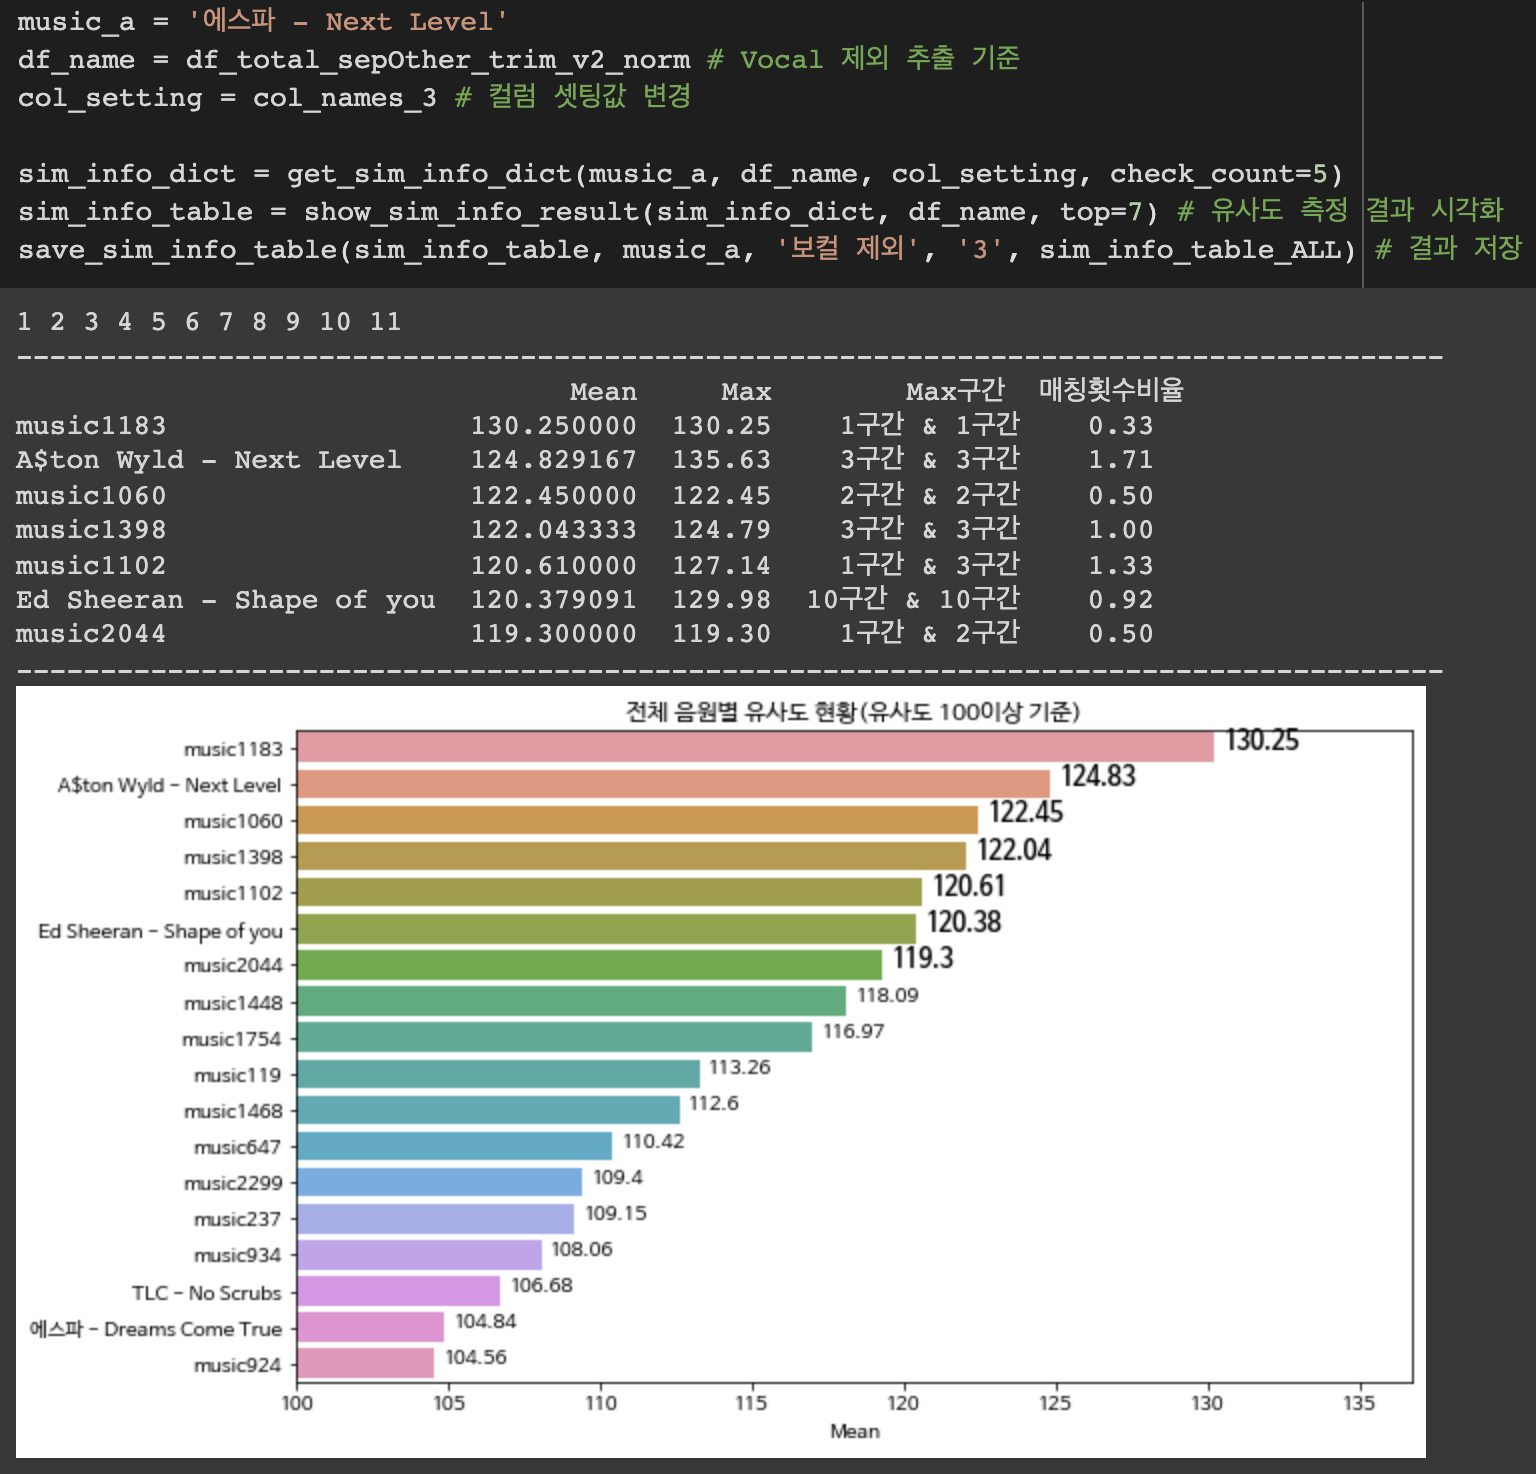 music_a = '에스파 - Next Level'
df_name = df_total_sepOther_trim_v2_norm # Vocal 제외 추출 기준
col_setting = col_names_3 # 컬럼 셋팅값 변경
sim_info_dict = get_sim_info_dict(music_a, df_name, col_setting, check_count=5)
sim_info_table = show_sim_info_result(sim_info_dict, df_name, top=7) # 유사도 측정 결과 시각화
save_sim_info_table(sim_info_table, music_a, '보컬 제외', '3', sim_info_table_ALL) # 결과 저장
1 2 3 4 5 6 7 8 9 10 11
-------------------------------------------------------------------------------------
Mean Max Max구간 매칭횟수비율
music1183 130.250000 130.25 1구간 & 1구간 0.33
A$ton Wyld - Next Level 124.829167 135.63 3구간 & 3구간 1.71
music1060 122.450000 122.45 2구간 & 2구간 0.50
music1398 122.043333 124.79 3구간 & 3구간 1.00
music1102 120.610000 127.14 1구간 & 3구간 1.33
Ed Sheeran - Shape of you 120.379091 129.98 10구간 & 10구간 0.92
music2044 119.300000 119.30 1구간 & 2구간 0.50
-------------------------------------------------------------------------------------
전체 음원별 유사도 현황(유사도 100이상 기준)
music1183 130.25
A$ton Wyld - Next Level 124.83
music1060 122.45
music1398 122.04
music1102 120.61
Ed Sheeran - Shape of you 120.38
music2044 119.3
music1448 118.09
music1754 116.97
music119 113.26
music1468 112.6
music647 110.42
music2299 109.4
music237 109.15
music934 108.06
TLC - No Scrubs 106.68
에스파 - Dreams Come True 104.84
music924 104.56
100 105 110 115 120 125 130 135
Mean